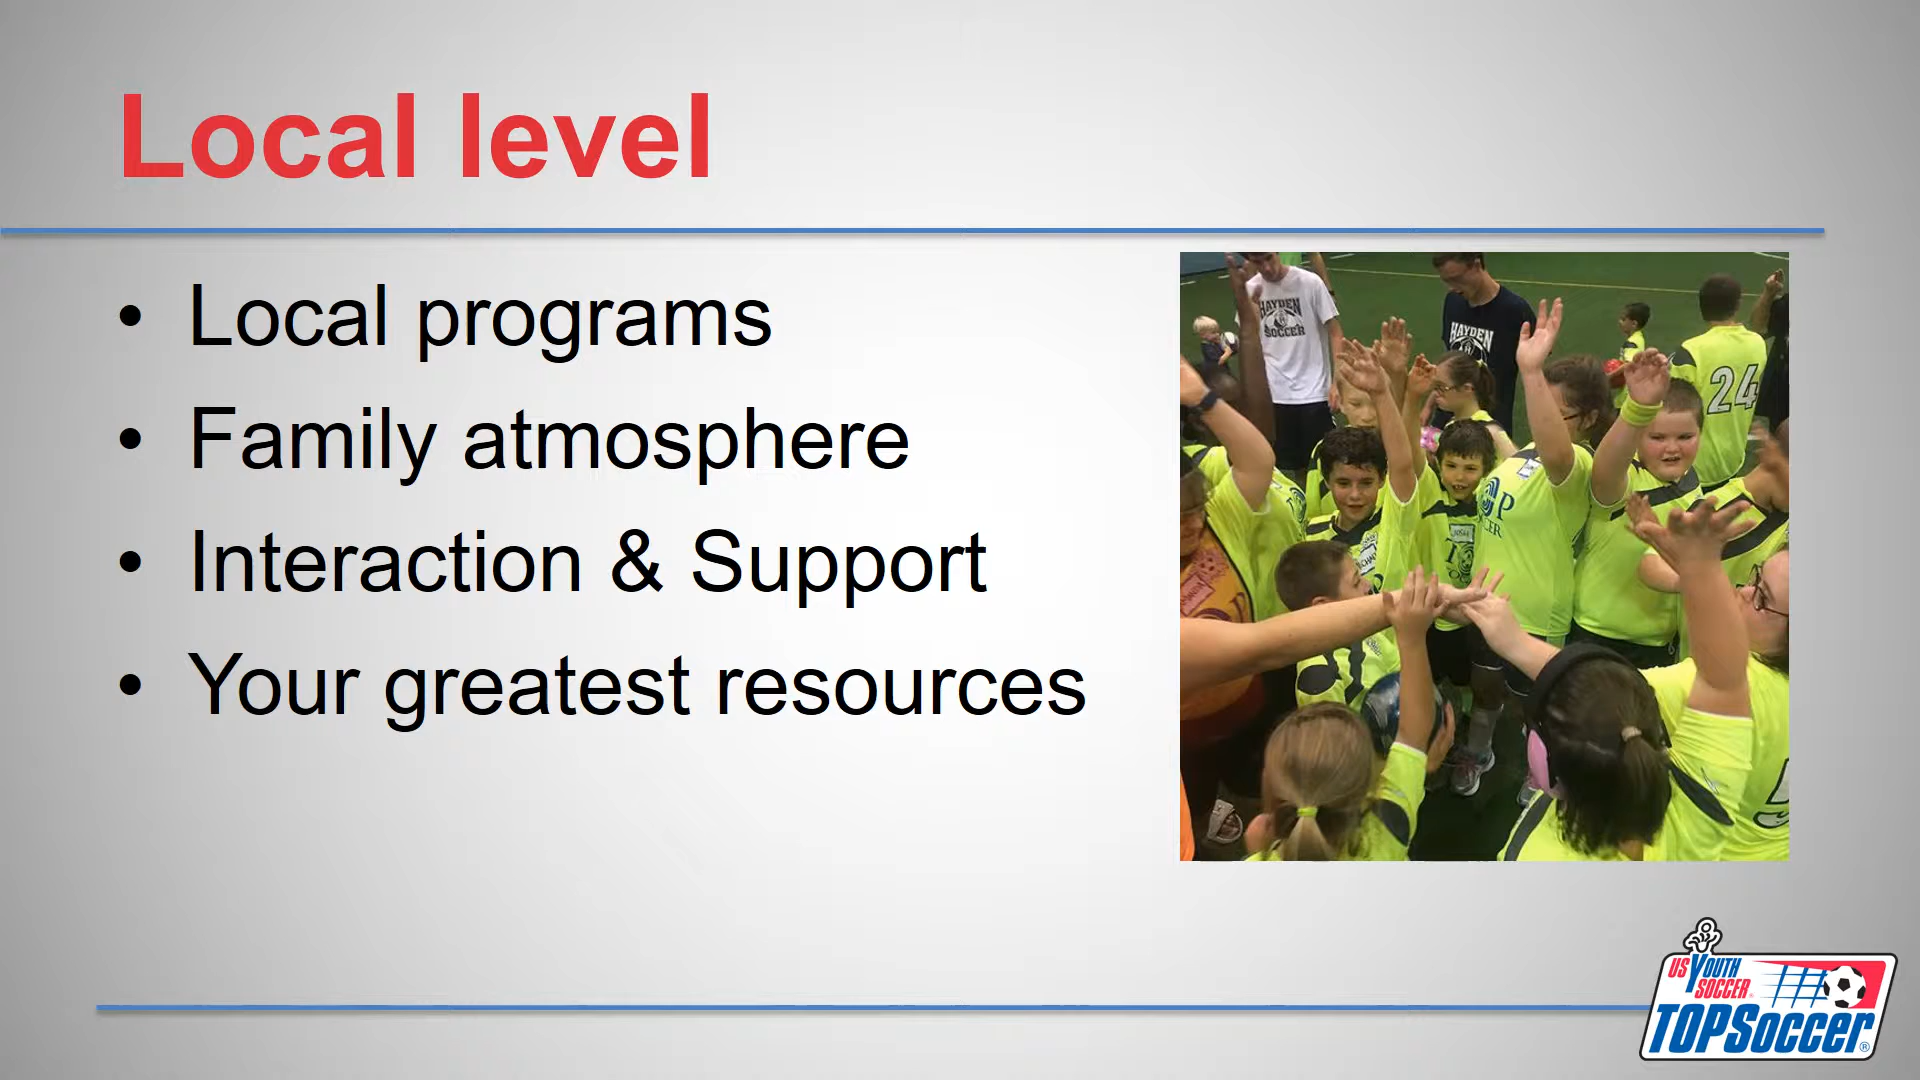 Local level
• Local programs
• Family atmosphere
• Interaction & Support
• Your greatest resources
HAYDEN
SOCCER
HAYDEN
24
JOSH
US YOUTH
SOCCER®
TOPSoccer®